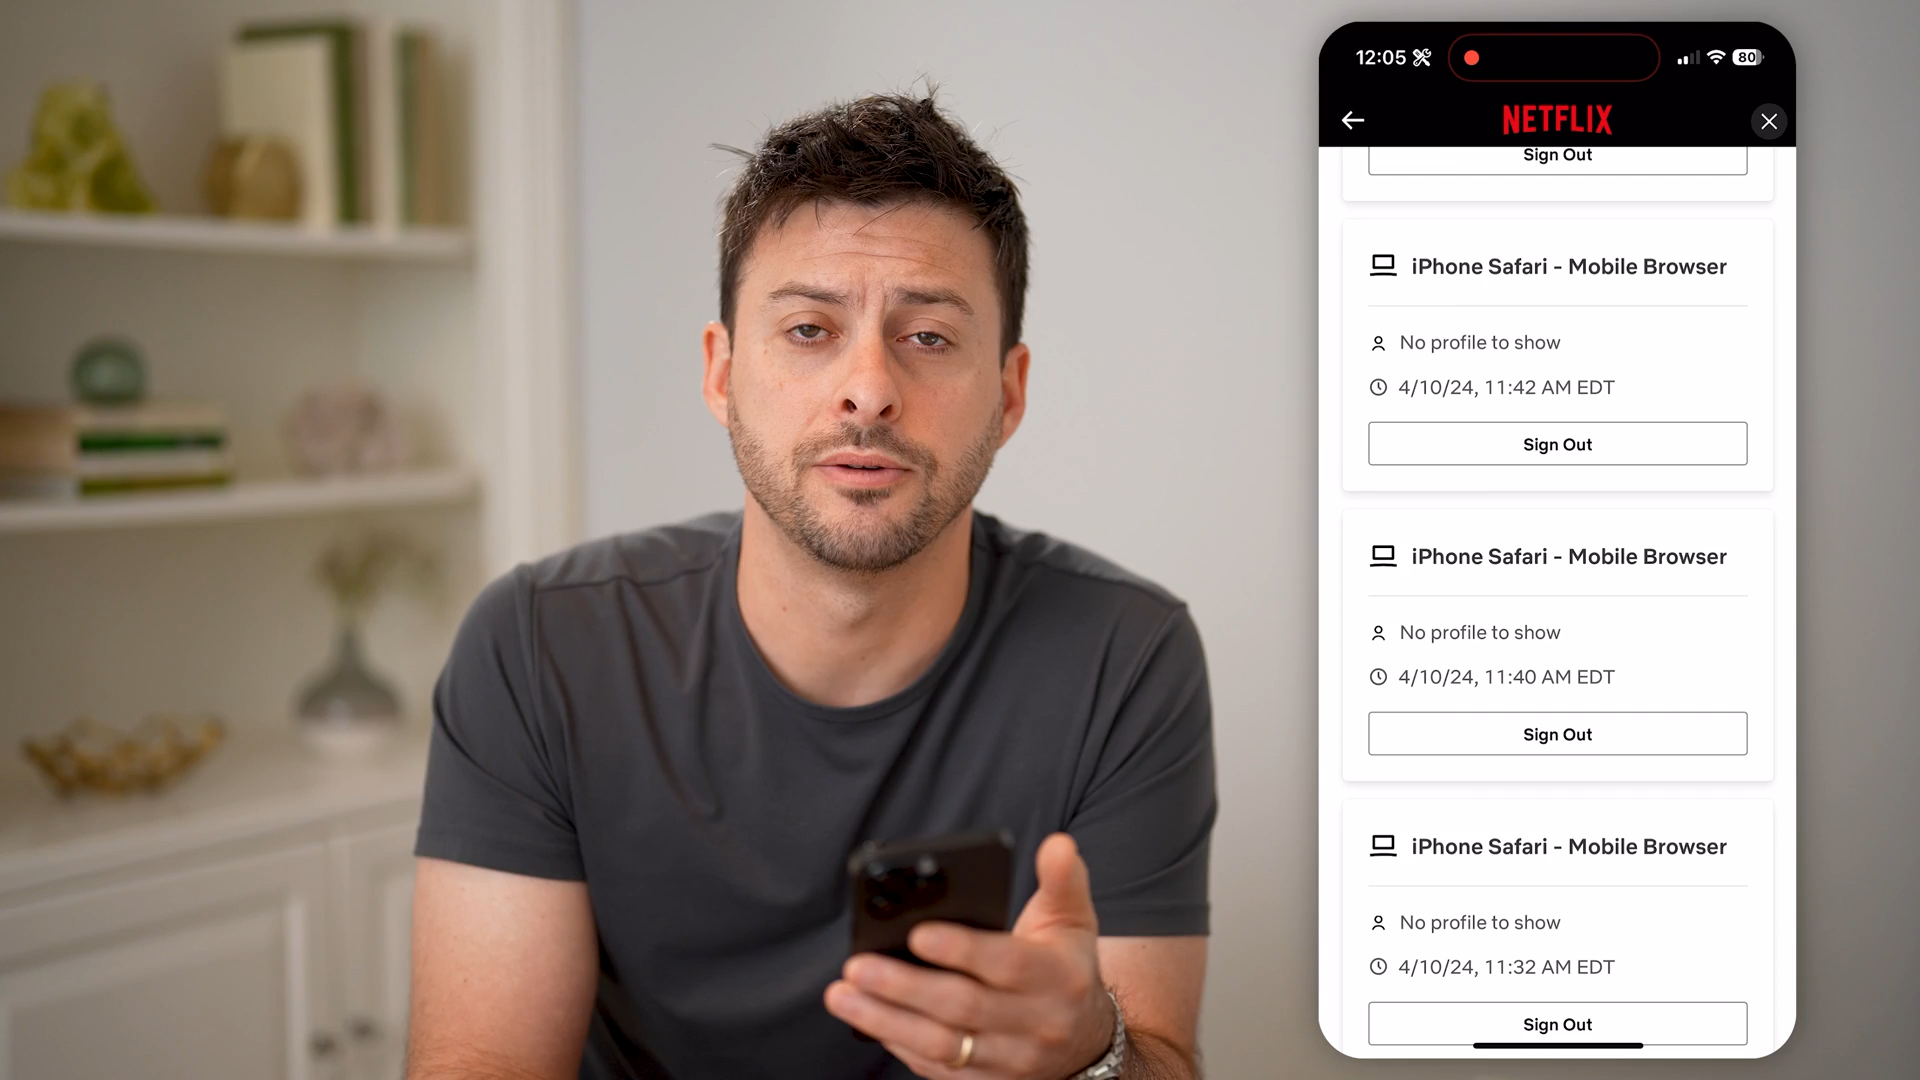 12:05
80
NETFLIX
Sign Out
iPhone Safari - Mobile Browser
No profile to show
4/10/24, 11:42 AM EDT
Sign Out
iPhone Safari - Mobile Browser
No profile to show
4/10/24, 11:40 AM EDT
Sign Out
iPhone Safari - Mobile Browser
No profile to show
4/10/24, 11:32 AM EDT
Sign Out